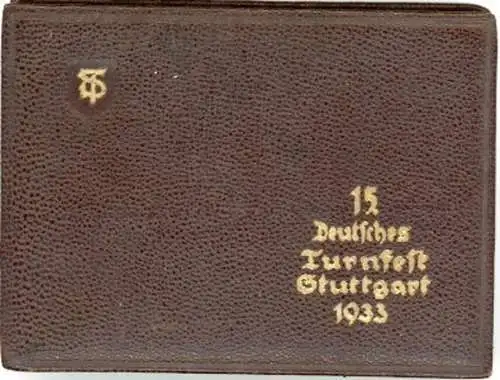 15.
Deutsches
Turnfest
Stuttgart
1933